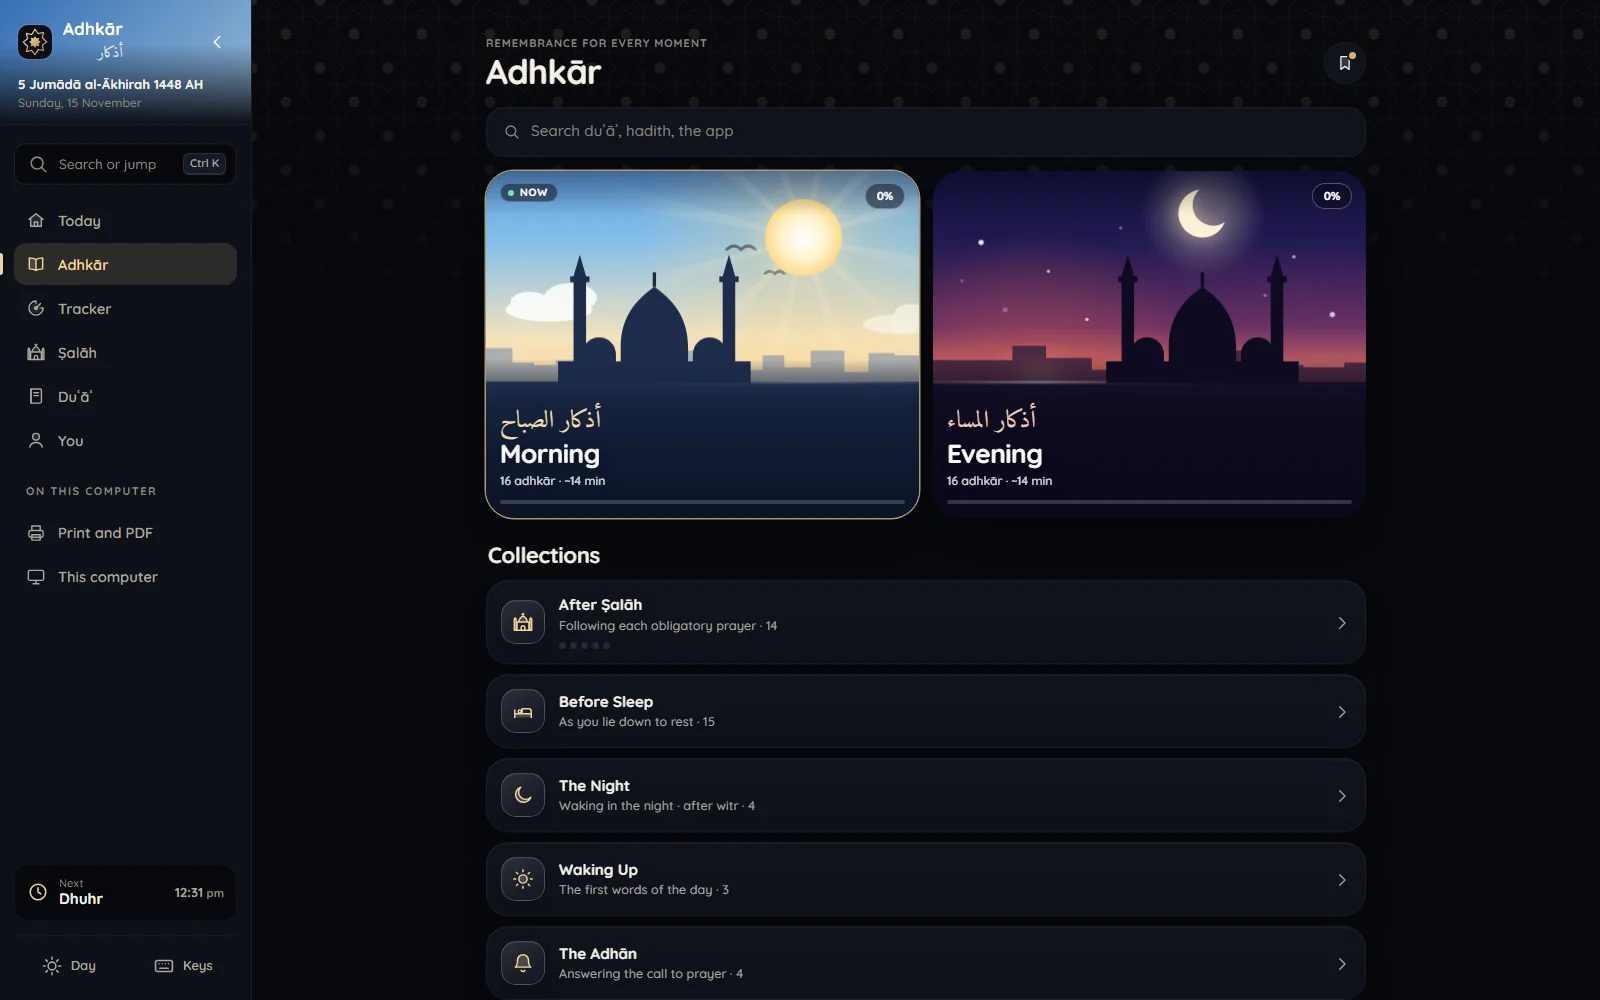 Adhkār
أذكار
5 Jumādā al-Ākhirah 1448 AH
Sunday, 15 November
Search or jump
Ctrl K
Today
Adhkār
Tracker
Ṣalāh
Duʿāʾ
You
ON THIS COMPUTER
Print and PDF
This computer
Next
Dhuhr
12:31 pm
Day
Keys
REMEMBRANCE FOR EVERY MOMENT
Adhkār
Search duʿāʾ, hadith, the app
NOW
0%
أذكار الصباح
Morning
16 adhkār · ~14 min
0%
أذكار المساء
Evening
16 adhkār · ~14 min
Collections
After Ṣalāh
Following each obligatory prayer · 14
Before Sleep
As you lie down to rest · 15
The Night
Waking in the night · after witr · 4
Waking Up
The first words of the day · 3
The Adhān
Answering the call to prayer · 4